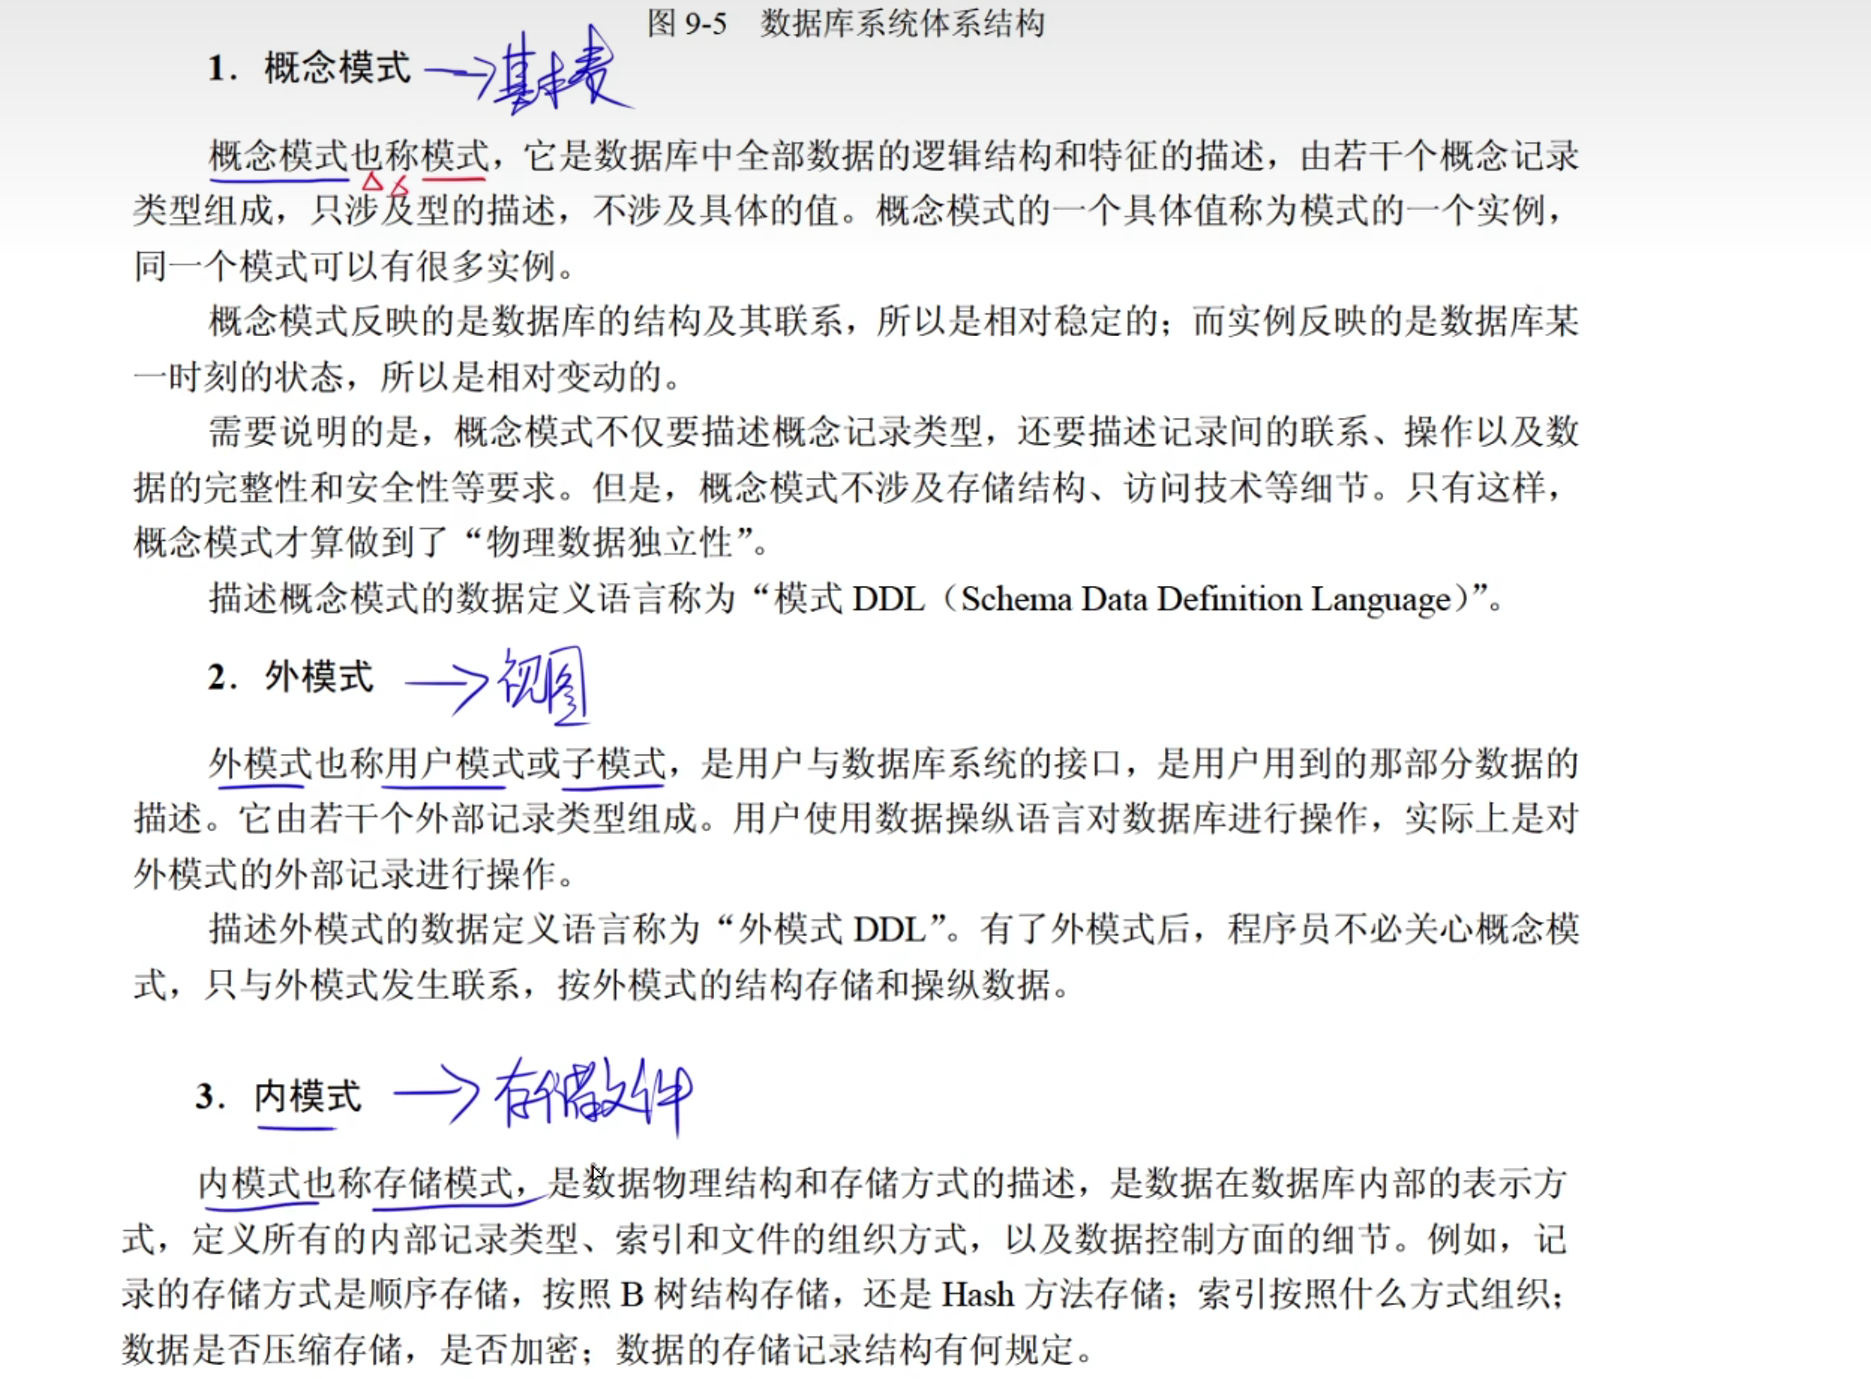 图 9-5 数据库系统体系结构
1. 概念模式 →基本表
概念模式也称模式，它是数据库中全部数据的逻辑结构和特征的描述，由若干个概念记录
类型组成，只涉及型的描述，不涉及具体的值。概念模式的一个具体值称为模式的一个实例，
同一个模式可以有很多实例。
概念模式反映的是数据库的结构及其联系，所以是相对稳定的；而实例反映的是数据库某
一时刻的状态，所以是相对变动的。
需要说明的是，概念模式不仅要描述概念记录类型，还要描述记录间的联系、操作以及数
据的完整性和安全性等要求。但是，概念模式不涉及存储结构、访问技术等细节。只有这样，
概念模式才算做到了“物理数据独立性”。
描述概念模式的数据定义语言称为“模式 DDL（Schema Data Definition Language）”。
2. 外模式 →视图
外模式也称用户模式或子模式，是用户与数据库系统的接口，是用户用到的那部分数据的
描述。它由若干个外部记录类型组成。用户使用数据操纵语言对数据库进行操作，实际上是对
外模式的外部记录进行操作。
描述外模式的数据定义语言称为“外模式 DDL”。有了外模式后，程序员不必关心概念模
式，只与外模式发生联系，按外模式的结构存储和操纵数据。
3. 内模式 →存储文件
内模式也称存储模式，是数据物理结构和存储方式的描述，是数据在数据库内部的表示方
式，定义所有的内部记录类型、索引和文件的组织方式，以及数据控制方面的细节。例如，记
录的存储方式是顺序存储，按照 B 树结构存储，还是 Hash 方法存储；索引按照什么方式组织；
数据是否压缩存储，是否加密；数据的存储记录结构有何规定。